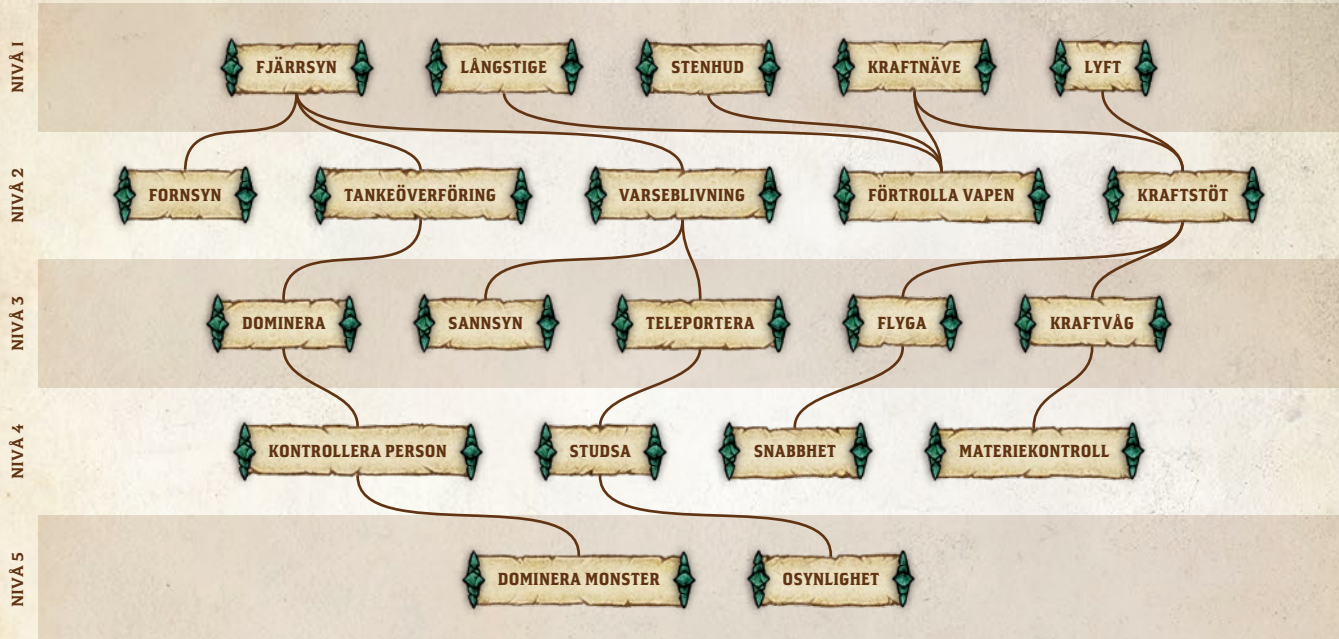 NIVÅ 1
FJÄRRSYN
LÅNGSTIGE
STENHUD
KRAFTNÄVE
LYFT
NIVÅ 2
FORNSYN
TANKEÖVERFÖRING
VARSEBLIVNING
FÖRTROLLA VAPEN
KRAFTSTÖT
NIVÅ 3
DOMINERA
SANNSYN
TELEPORTERA
FLYGA
KRAFTVÅG
NIVÅ 4
KONTROLLERA PERSON
STUDSA
SNABBHET
MATERIEKONTROLL
NIVÅ 5
DOMINERA MONSTER
OSYNLIGHET